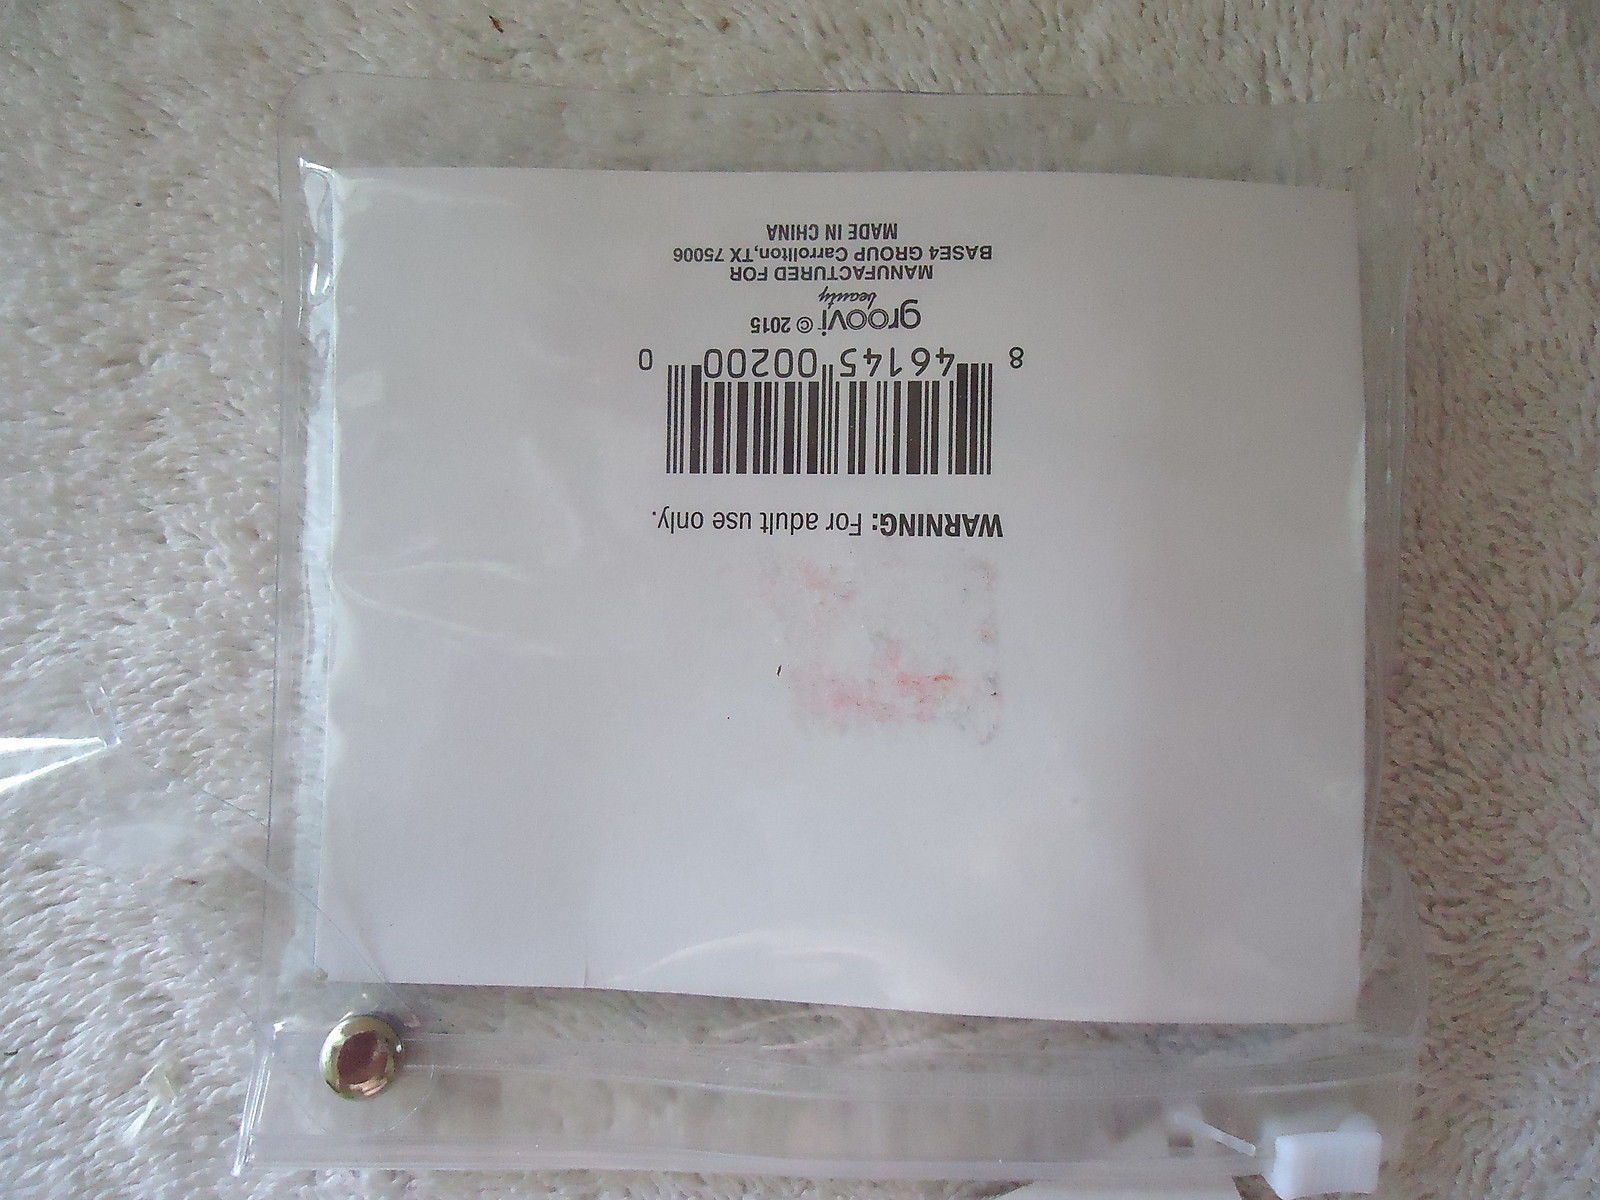 WARNING: For adult use only.
8 46145 00200 0
groovi © 2015
beauty
MANUFACTURED FOR
BASE4 GROUP Carrollton,TX 75006
MADE IN CHINA